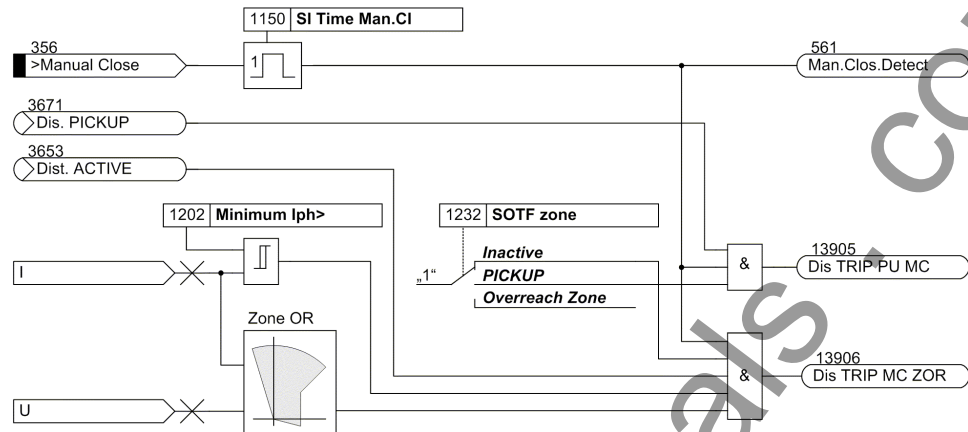 1150 SI Time Man.Cl
356
>Manual Close
1
561
Man.Clos.Detect
3671
Dis. PICKUP
3653
Dist. ACTIVE
1202 Minimum Iph>
1232 SOTF zone
Inactive
„1“
PICKUP
Overreach Zone
&
13905
Dis TRIP PU MC
I
Zone OR
&
13906
Dis TRIP MC ZOR
U
als . co